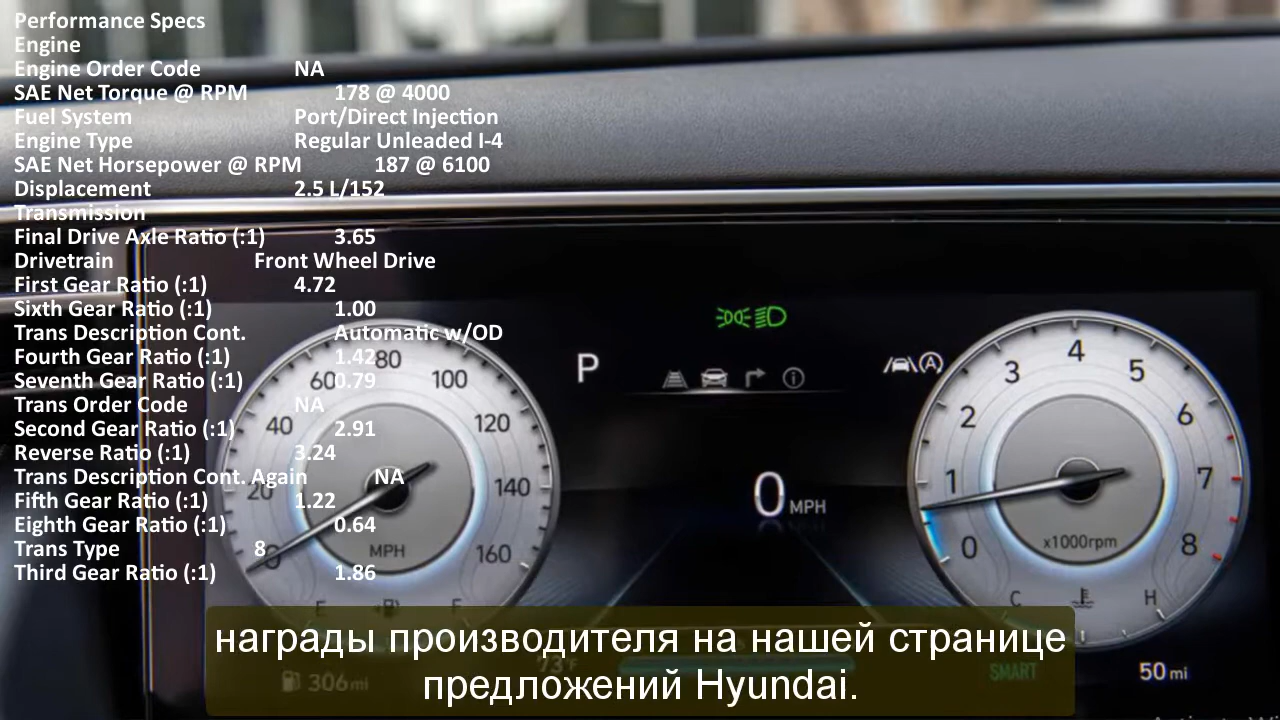 Performance Specs
Engine
Engine Order Code NA
SAE Net Torque @ RPM 178 @ 4000
Fuel System Port/Direct Injection
Engine Type Regular Unleaded I-4
SAE Net Horsepower @ RPM 187 @ 6100
Displacement 2.5 L/152
Transmission
Final Drive Axle Ratio (:1) 3.65
Drivetrain Front Wheel Drive
First Gear Ratio (:1) 4.72
Sixth Gear Ratio (:1) 1.00
Trans Description Cont. Automatic w/OD
Fourth Gear Ratio (:1) 1.42
Seventh Gear Ratio (:1) 0.79
Trans Order Code NA
Second Gear Ratio (:1) 2.91
Reverse Ratio (:1) 3.24
Trans Description Cont. Again NA
Fifth Gear Ratio (:1) 1.22
Eighth Gear Ratio (:1) 0.64
Trans Type 8
Third Gear Ratio (:1) 1.86
0 20 40 60 80 100 120 140 160
MPH
E F
P
A
0 MPH
0 1 2 3 4 5 6 7 8
x1000rpm
C H
306 mi
73°F
SMART
50 mi
награды производителя на нашей странице
предложений Hyundai.